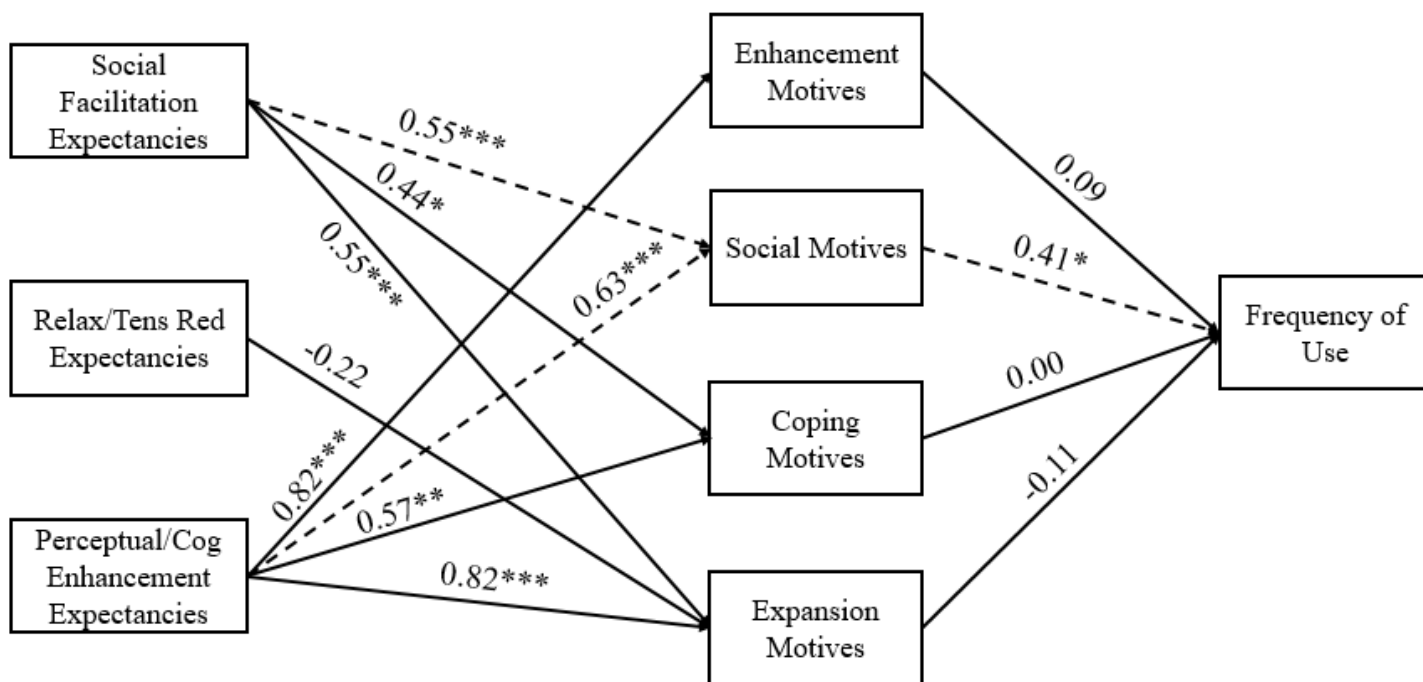 Social
Facilitation
Expectancies
Relax/Tens Red
Expectancies
Perceptual/Cog
Enhancement
Expectancies
0.55***
0.44*
0.55***
0.63***
-0.22
0.82***
0.57**
0.82***
Enhancement
Motives
Social Motives
Coping
Motives
Expansion
Motives
0.09
0.41*
0.00
-0.11
Frequency of
Use